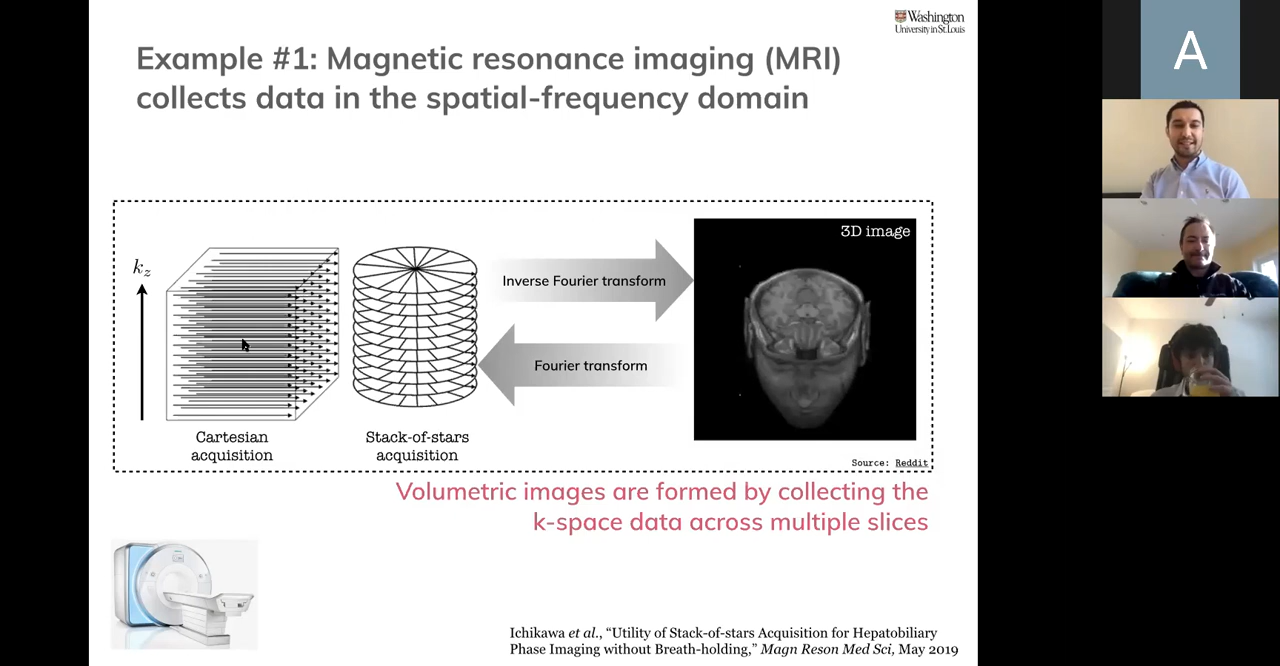 Washington
University in St. Louis
Example #1: Magnetic resonance imaging (MRI)
collects data in the spatial-frequency domain
A
kz
Cartesian
acquisition
Stack-of-stars
acquisition
Inverse Fourier transform
Fourier transform
3D image
Source: Reddit
Volumetric images are formed by collecting the
k-space data across multiple slices
Ichikawa et al., “Utility of Stack-of-stars Acquisition for Hepatobiliary
Phase Imaging without Breath-holding,” Magn Reson Med Sci, May 2019